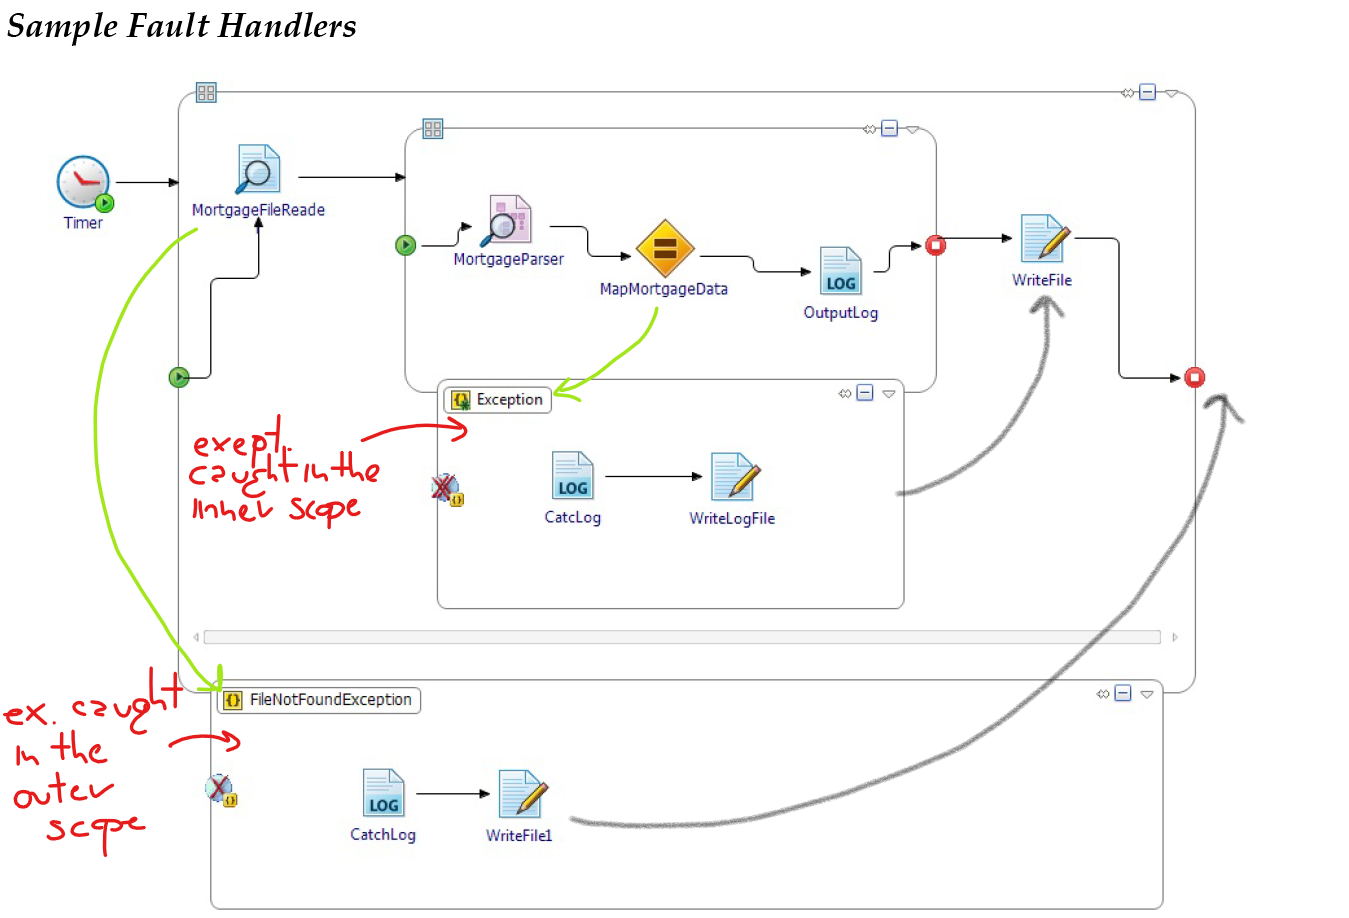 Sample Fault Handlers
Timer
MortgageFileReade
MortgageParser
MapMortgageData
LOG
OutputLog
WriteFile
Exception
exept.
caught in the
inner scope
LOG
CatcLog
WriteLogFile
FileNotFoundException
ex. caught
in the
outer
scope
LOG
CatchLog
WriteFile1